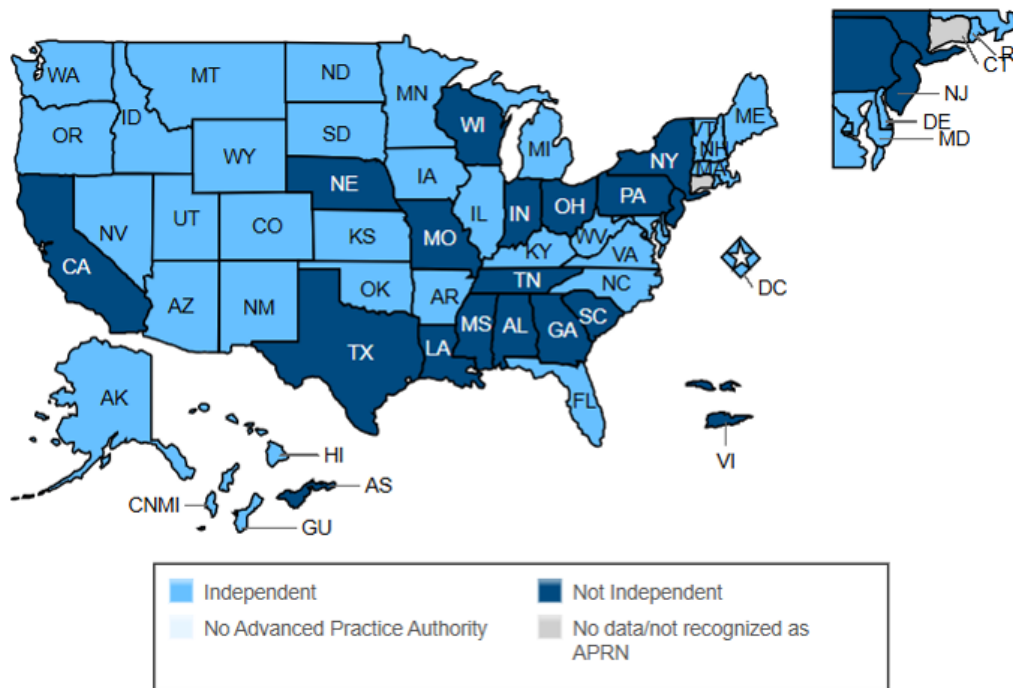 WA
MT
ND
MN
OR
ID
SD
WI
WY
MI
VT
NH
ME
NY
MA
NE
IA
PA
NV
UT
CO
IL
IN
OH
WV
VA
KS
MO
KY
CA
AZ
NM
OK
AR
TN
NC
SC
TX
LA
MS
AL
GA
FL
AK
HI
CNMI
GU
AS
VI
DC
R
CT
NJ
DE
MD
Independent
Not Independent
No Advanced Practice Authority
No data/not recognized as
APRN